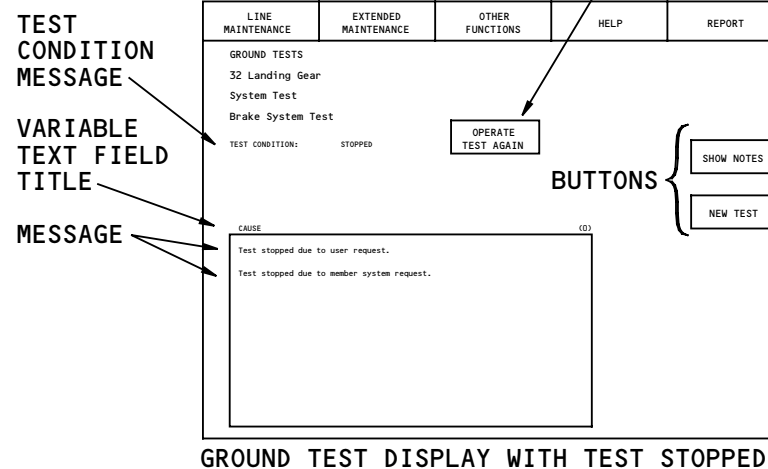 TEST
CONDITION
MESSAGE
VARIABLE
TEXT FIELD
TITLE
MESSAGE
LINE
MAINTENANCE
EXTENDED
MAINTENANCE
OTHER
FUNCTIONS
HELP
REPORT
GROUND TESTS
32 Landing Gear
System Test
Brake System Test
TEST CONDITION: STOPPED
OPERATE
TEST AGAIN
BUTTONS
SHOW NOTES
NEW TEST
CAUSE (0)
Test stopped due to user request.
Test stopped due to member system request.
GROUND TEST DISPLAY WITH TEST STOPPED